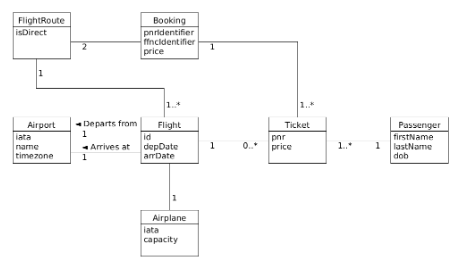 FlightRoute
isDirect
Booking
pnrIdentifier
ffncIdentifier
price
2
1
1
1..*
1..*
Airport
iata
name
timezone
◄ Departs from
1
◄ Arrives at
1
Flight
id
depDate
arrDate
1
0..*
Ticket
pnr
price
1..*
1
Passenger
firstName
lastName
dob
1
Airplane
iata
capacity